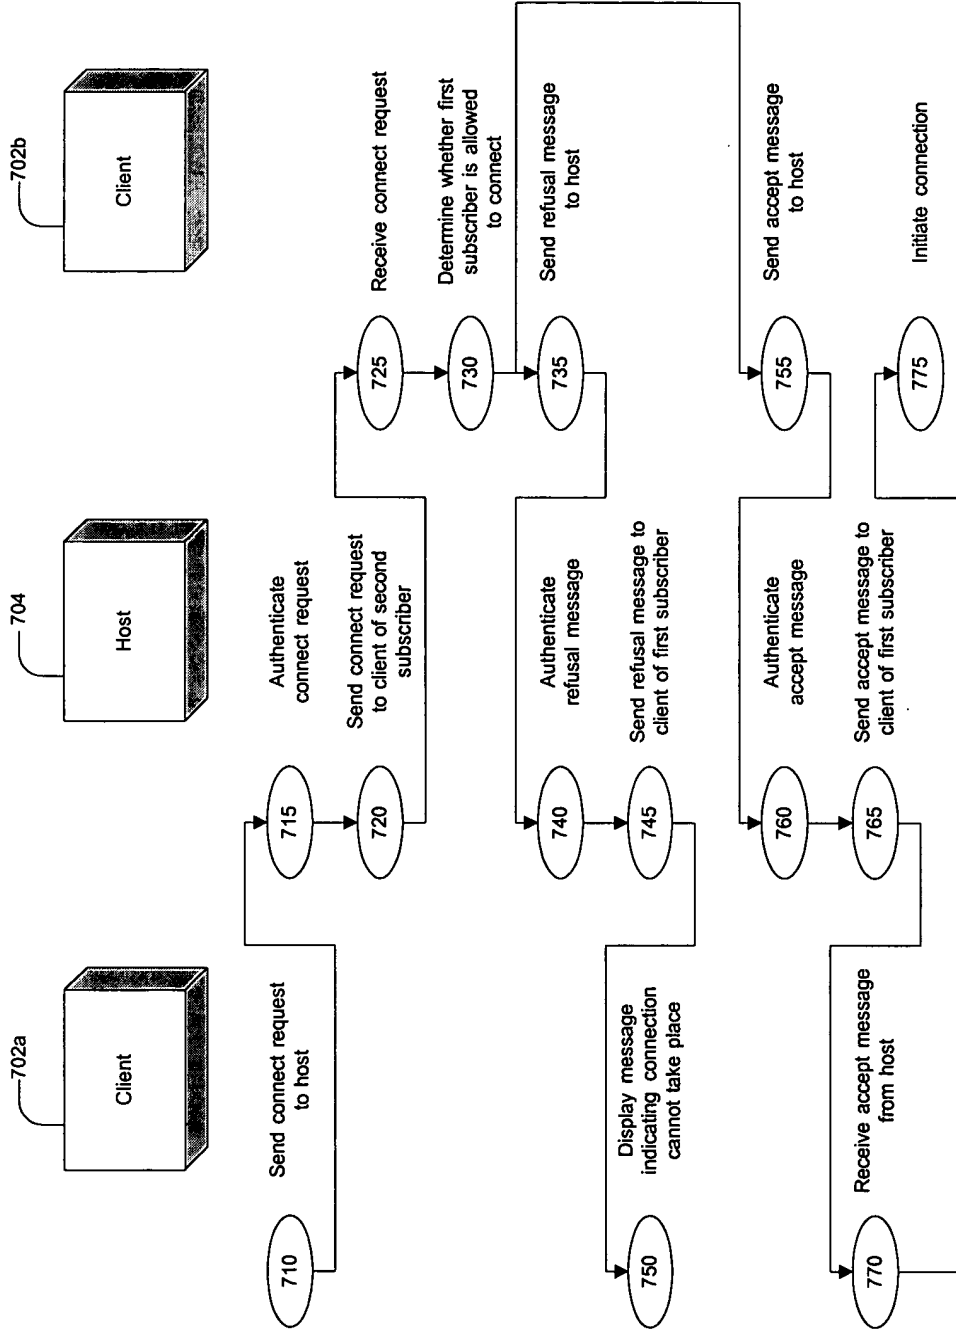 702a
704
702b
Client
Host
Client
710
Send connect request
to host
715
Authenticate
connect request
720
Send connect request
to client of second
subscriber
725
Receive connect request
730
Determine whether first
subscriber is allowed
to connect
735
Send refusal message
to host
740
Authenticate
refusal message
745
Send refusal message to
client of first subscriber
750
Display message
indicating connection
cannot take place
755
Send accept message
to host
760
Authenticate
accept message
765
Send accept message to
client of first subscriber
770
Receive accept message
from host
775
Initiate connection